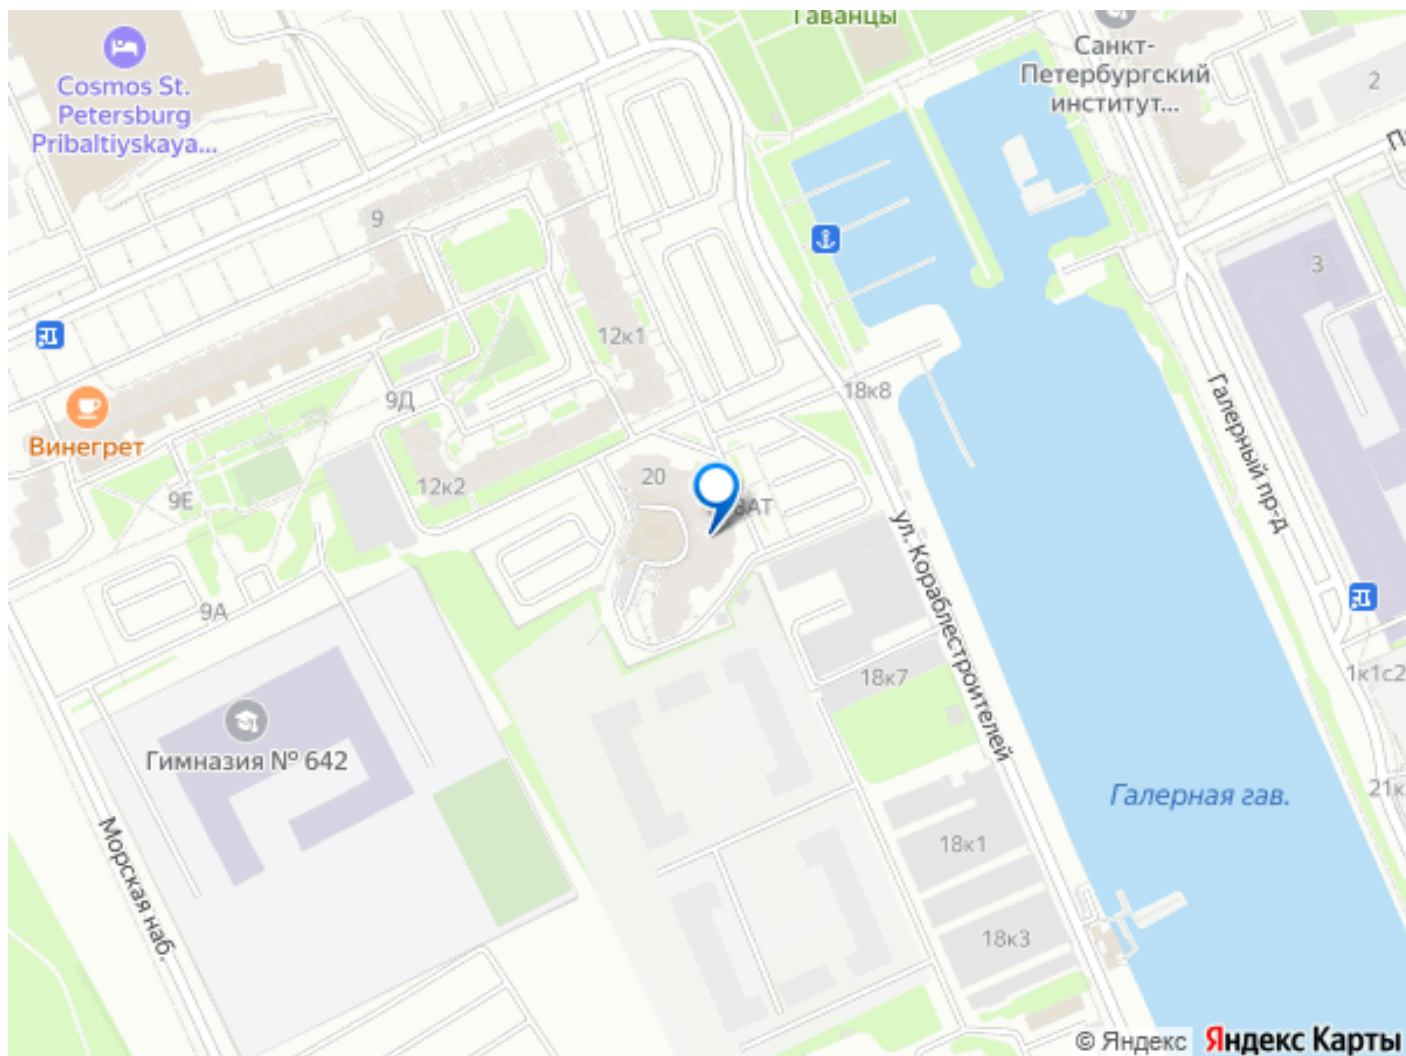 Гаванцы
Cosmos St.
Petersburg
Pribaltiyskaya...
Санкт-
Петербургский
институт...
2
9
3
12к1
18к8
9Д
Винегрет
Галерный пр-д
20
12к2
9Е
ул. Кораблестроителей
9А
18к7
1к1с2
Гимназия № 642
Галерная гав.
18к1
Морская наб.
18к3
© Яндекс Яндекс Карты